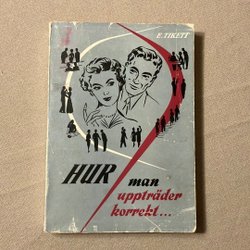 E. TIKETT
HUR
man
uppträder
korrekt...